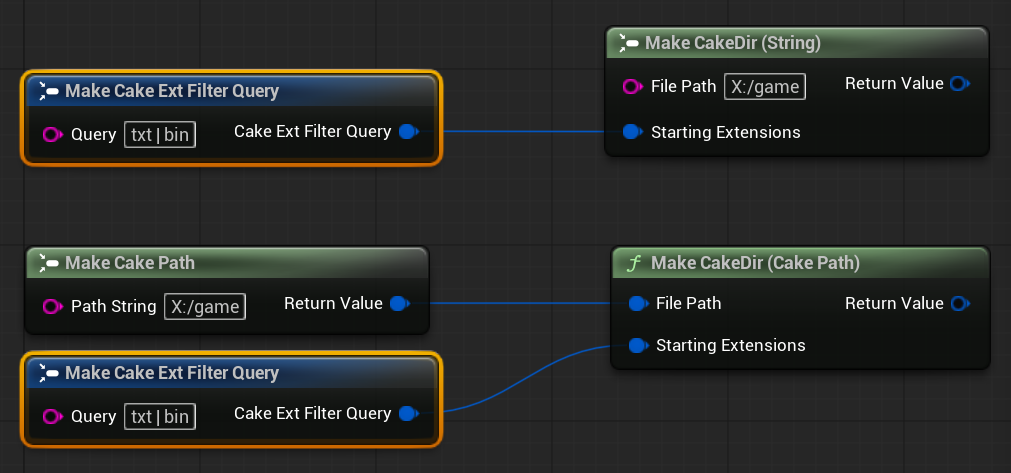 Make CakeDir (String)
Make Cake Ext Filter Query
File Path X:/game Return Value
Query txt|bin Cake Ext Filter Query
Starting Extensions
Make Cake Path
Make CakeDir (Cake Path)
Path String X:/game Return Value
File Path Return Value
Starting Extensions
Make Cake Ext Filter Query
Query txt|bin Cake Ext Filter Query